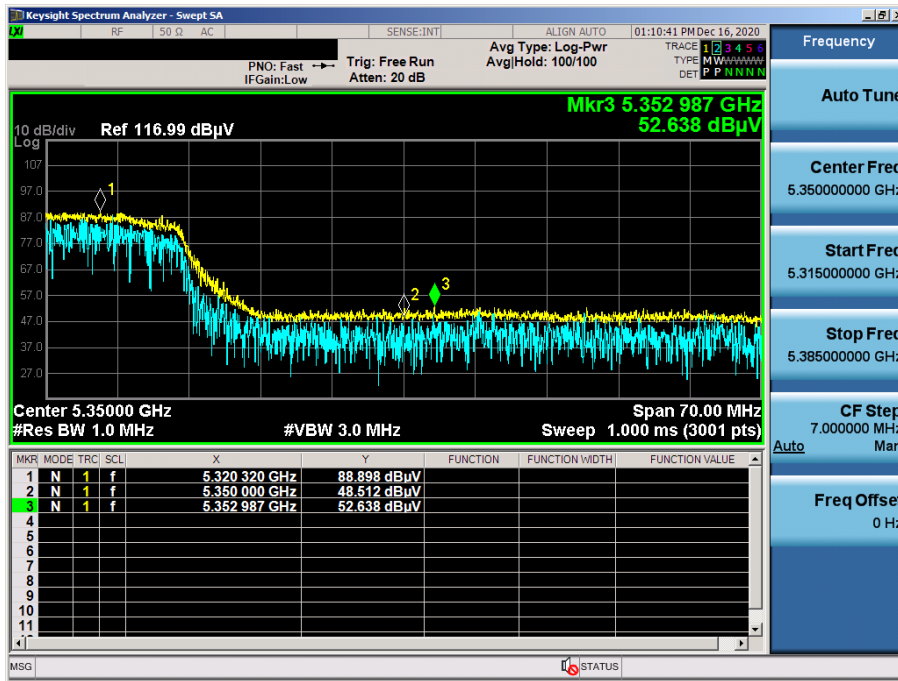 Keysight Spectrum Analyzer - Swept SA
LXI RF 50 Ω AC SENSE:INT ALIGN AUTO 01:10:41 PM Dec 16, 2020
PNO: Fast IFGain:Low
Trig: Free Run
Atten: 20 dB
Avg Type: Log-Pwr
Avg|Hold: 100/100
TRACE 1 2 3 4 5 6
TYPE M W W W W W
DET P P N N N N
Mkr3 5.352 987 GHz
52.638 dBµV
10 dB/div Ref 116.99 dBµV
Log
107
97.0
87.0
77.0
67.0
57.0
47.0
37.0
27.0
1
2
3
Center 5.35000 GHz Span 70.00 MHz
#Res BW 1.0 MHz #VBW 3.0 MHz Sweep 1.000 ms (3001 pts)
MKR MODE TRC SCL X Y FUNCTION FUNCTION WIDTH FUNCTION VALUE
1 N 1 f 5.320 320 GHz 88.898 dBµV
2 N 1 f 5.350 000 GHz 48.512 dBµV
3 N 1 f 5.352 987 GHz 52.638 dBµV
4
5
6
7
8
9
10
11
MSG STATUS
Frequency
Auto Tune
Center Freq
5.350000000 GHz
Start Freq
5.315000000 GHz
Stop Freq
5.385000000 GHz
CF Step
7.000000 MHz
Auto Man
Freq Offset
0 Hz